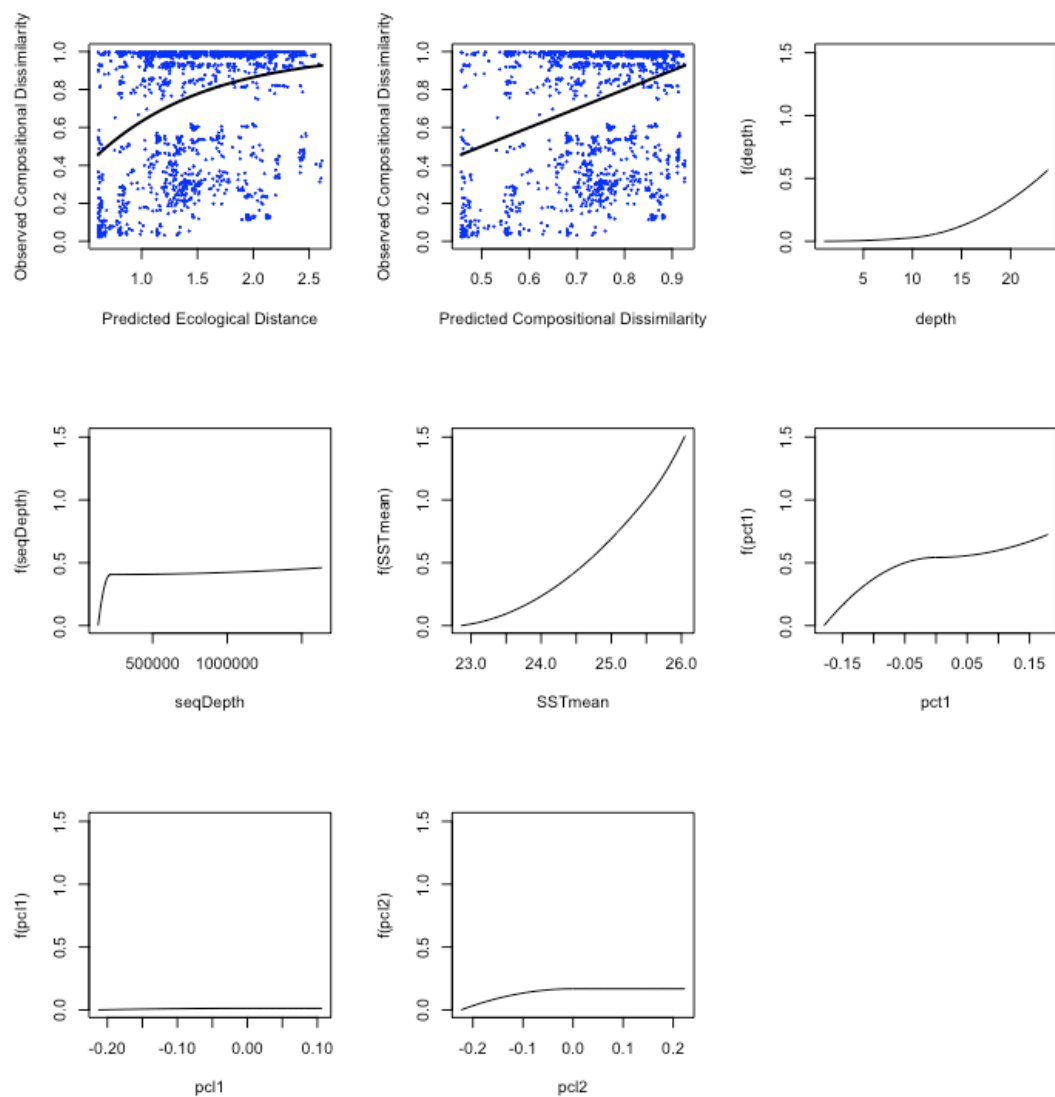 Observed Compositional Dissimilarity
0.0 0.2 0.4 0.6 0.8 1.0
1.0 1.5 2.0 2.5
Predicted Ecological Distance
Observed Compositional Dissimilarity
0.0 0.2 0.4 0.6 0.8 1.0
0.5 0.6 0.7 0.8 0.9
Predicted Compositional Dissimilarity
f(depth)
0.0 0.5 1.0 1.5
5 10 15 20
depth
f(seqDepth)
0.0 0.5 1.0 1.5
500000 1000000
seqDepth
f(SSTmean)
0.0 0.5 1.0 1.5
23.0 24.0 25.0 26.0
SSTmean
f(pct1)
0.0 0.5 1.0 1.5
-0.15 -0.05 0.05 0.15
pct1
f(pcl1)
0.0 0.5 1.0 1.5
-0.20 -0.10 0.00 0.10
pcl1
f(pcl2)
0.0 0.5 1.0 1.5
-0.2 -0.1 0.0 0.1 0.2
pcl2